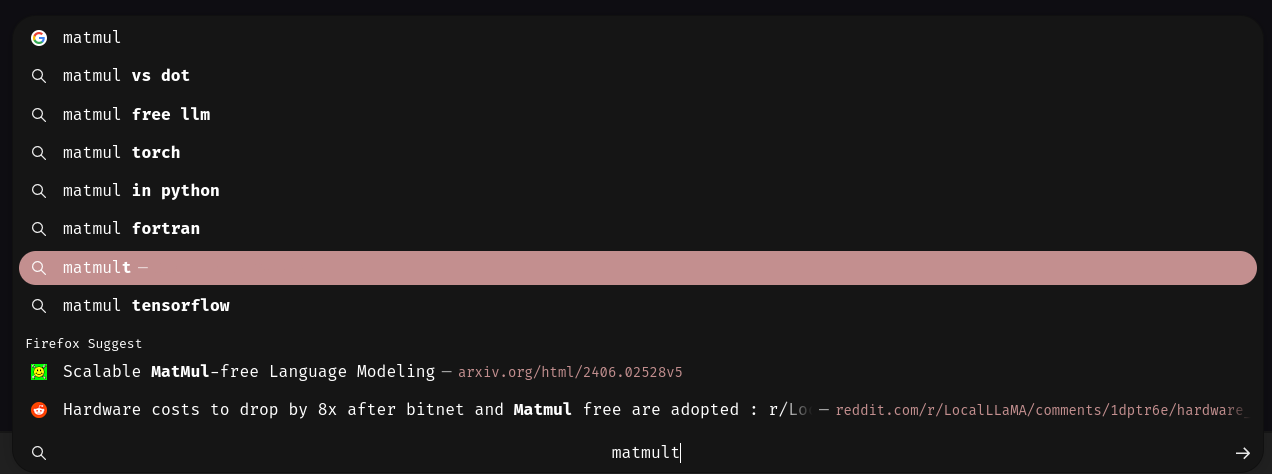 matmul
matmul vs dot
matmul free llm
matmul torch
matmul in python
matmul fortran
matmult —
matmul tensorflow
Firefox Suggest
Scalable MatMul-free Language Modeling — arxiv.org/html/2406.02528v5
Hardware costs to drop by 8x after bitnet and Matmul free are adopted : r/Lo — reddit.com/r/LocalLLaMA/comments/1dptr6e/hardware_
matmult